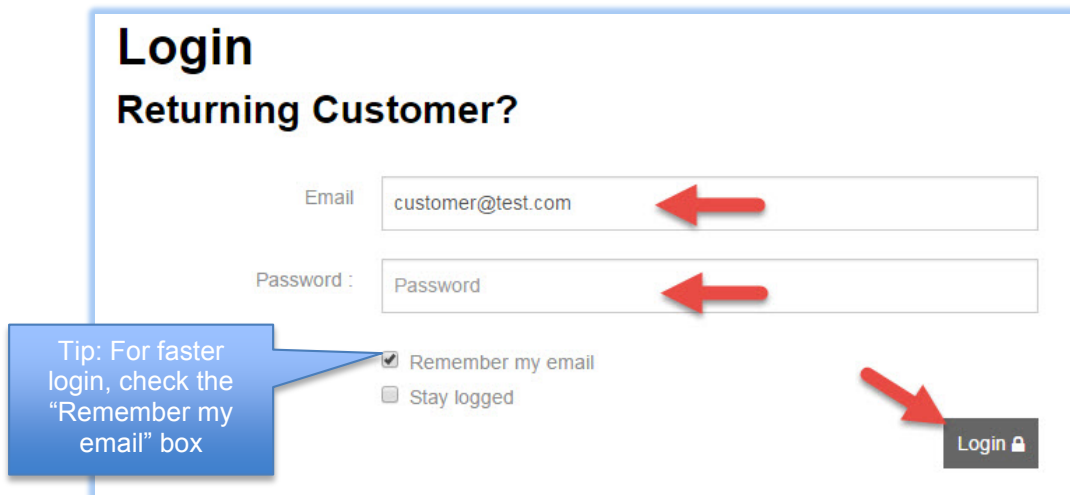 Login
Returning Customer?
Email
customer@test.com
Password :
Password
Tip: For faster
login, check the
“Remember my
email” box
Remember my email
Stay logged
Login